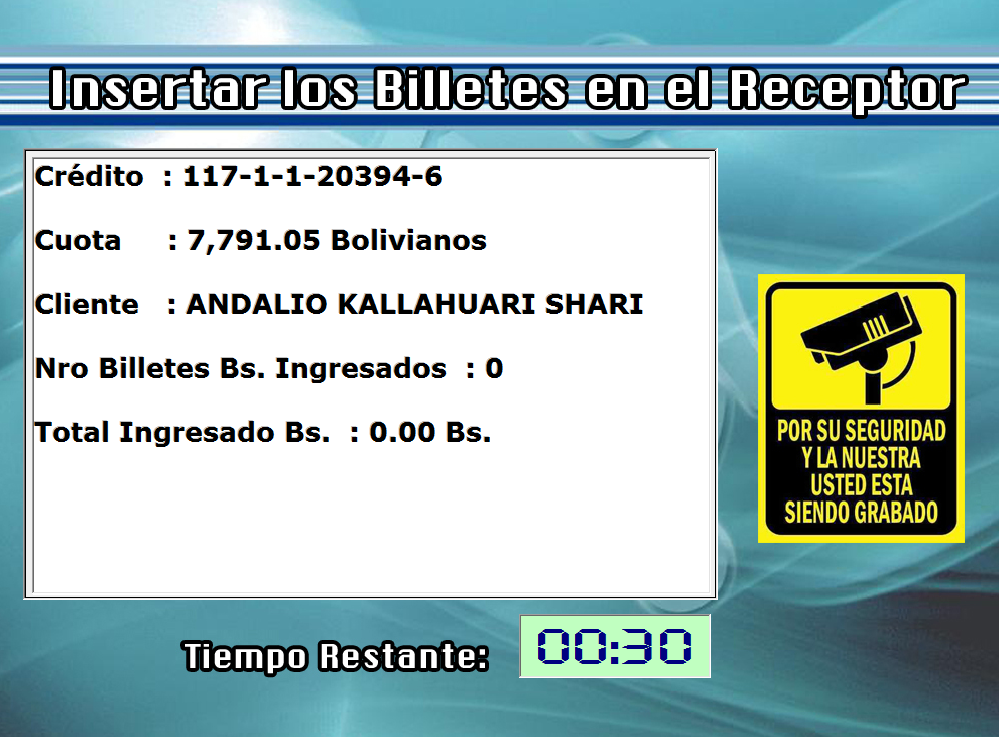 Insertar los Billetes en el Receptor
Crédito : 117-1-1-20394-6
Cuota : 7,791.05 Bolivianos
Cliente : ANDALIO KALLAHUARI SHARI
Nro Billetes Bs. Ingresados : 0
Total Ingresado Bs. : 0.00 Bs.
POR SU SEGURIDAD
Y LA NUESTRA
USTED ESTA
SIENDO GRABADO
Tiempo Restante: 00:30